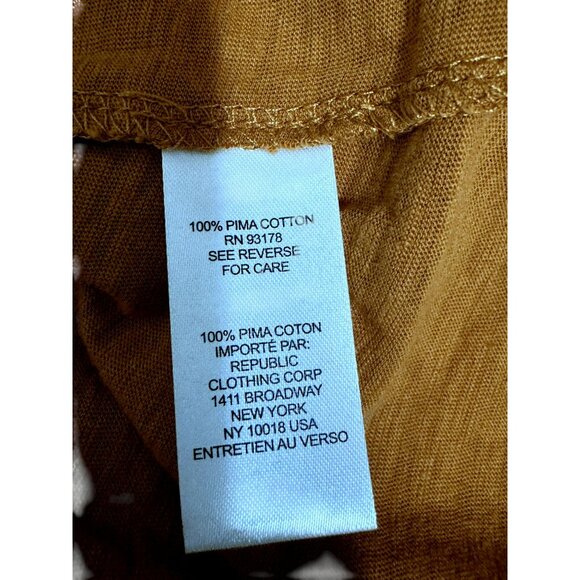 100% PIMA COTTON
RN 93178
SEE REVERSE
FOR CARE
100% PIMA COTON
IMPORTÉ PAR:
REPUBLIC
CLOTHING CORP
1411 BROADWAY
NEW YORK
NY 10018 USA
ENTRETIEN AU VERSO